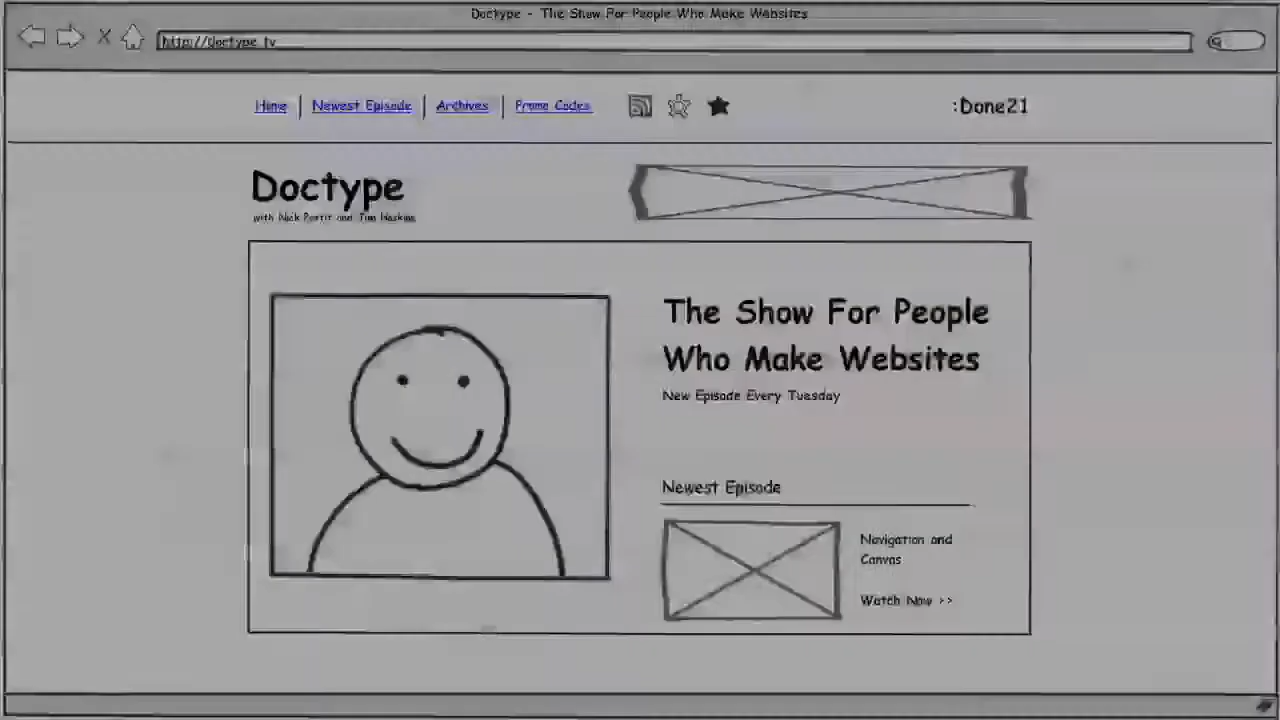 Doctype - The Show For People Who Make Websites
http://doctype.tv
Home | Newest Episode | Archives | Promo Codes
:Done21
Doctype
with Nick Pettit and Jim Hoskins
The Show For People
Who Make Websites
New Episode Every Tuesday
Newest Episode
Navigation and
Canvas
Watch Now >>